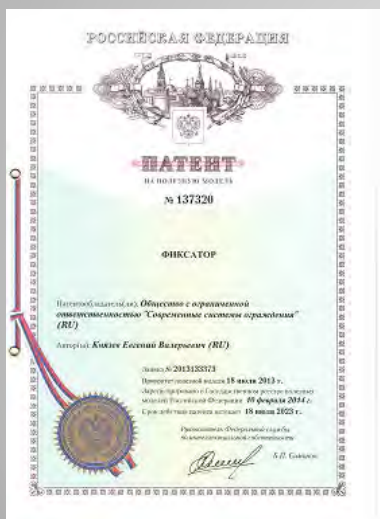 РОССИЙСКАЯ ФЕДЕРАЦИЯ
ПАТЕНТ
НА ПОЛЕЗНУЮ МОДЕЛЬ
№ 137320
ФИКСАТОР
Патентообладатель(ли): Общество с ограниченной
ответственностью "Современные системы ограждения"
(RU)
Автор(ы): Князев Евгений Валерьевич (RU)
Заявка № 2013133373
Приоритет полезной модели 18 июля 2013 г.
Зарегистрировано в Государственном реестре полезных
моделей Российской Федерации 10 февраля 2014 г.
Срок действия патента истекает 18 июля 2023 г.
Руководитель Федеральной службы
по интеллектуальной собственности
Б.П. Симонов